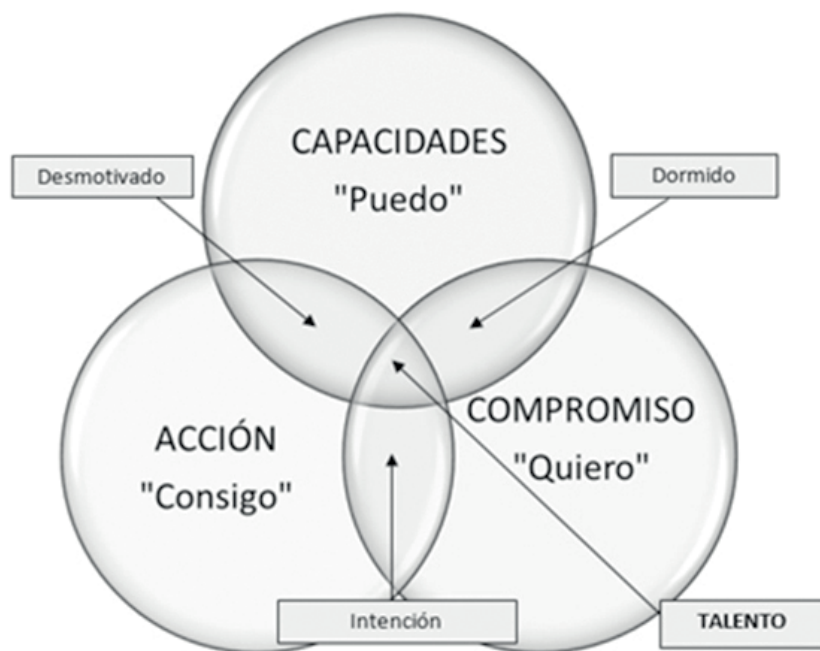 CAPACIDADES
"Puedo"
Desmotivado
Dormido
ACCIÓN
"Consigo"
COMPROMISO
"Quiero"
Intención
TALENTO